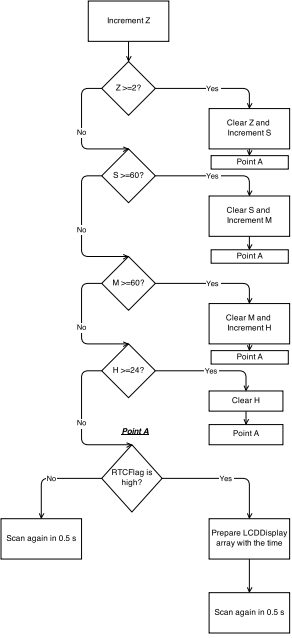 Increment Z
Z >=2?
Yes
No
Clear Z and
Increment S
Point A
S >=60?
Yes
No
Clear S and
Increment M
Point A
M >=60?
Yes
No
Clear M and
Increment H
Point A
H >=24?
Yes
No
Clear H
Point A
Point A
RTCFlag is
high?
No
Yes
Scan again in 0.5 s
Prepare LCDDisplay
array with the time
Scan again in 0.5 s